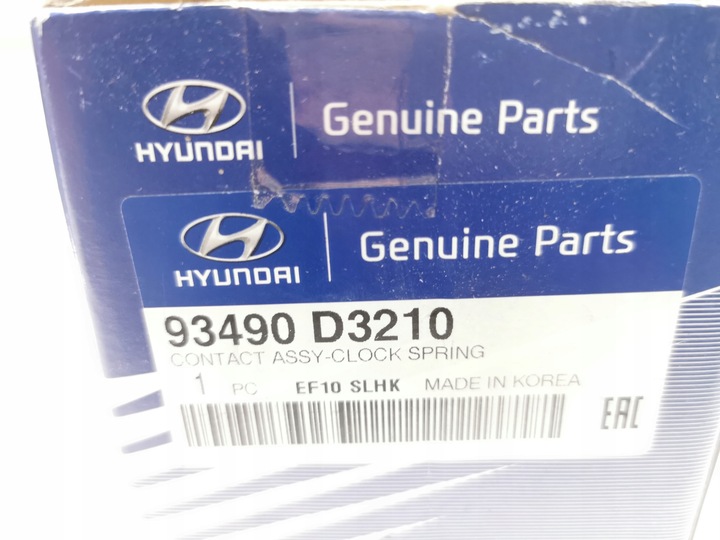 HYUNDAI
Genuine Parts
HYUNDAI
Genuine Parts
93490 D3210
CONTACT ASSY-CLOCK SPRING
1 PC EF10 SLHK MADE IN KOREA
EAC